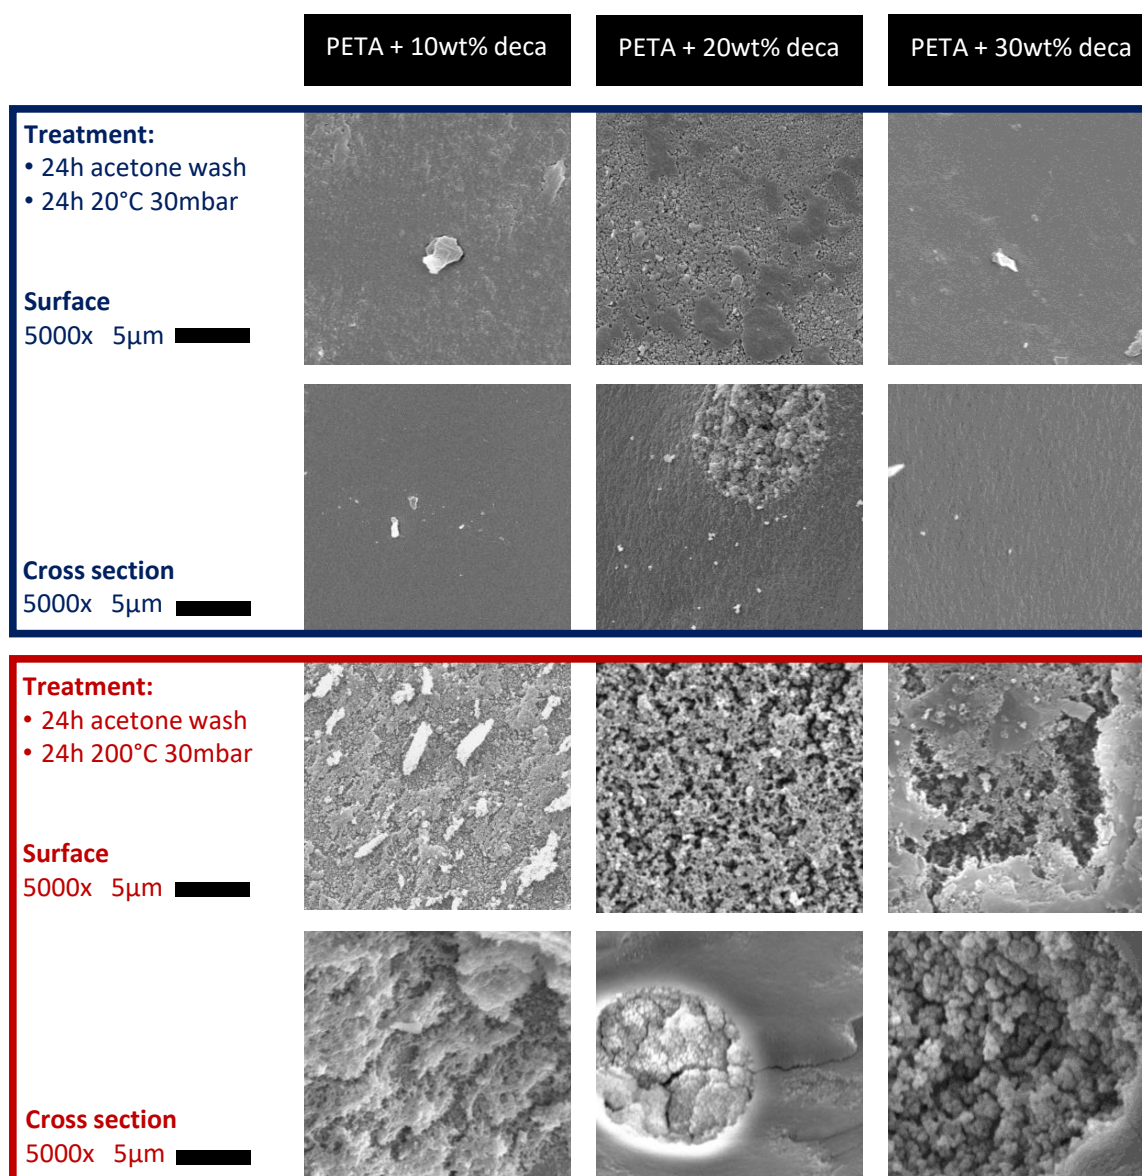 PETA + 10wt% deca
PETA + 20wt% deca
PETA + 30wt% deca
Treatment:
• 24h acetone wash
• 24h 20°C 30mbar
Surface
5000x 5µm
Cross section
5000x 5µm
Treatment:
• 24h acetone wash
• 24h 200°C 30mbar
Surface
5000x 5µm
Cross section
5000x 5µm